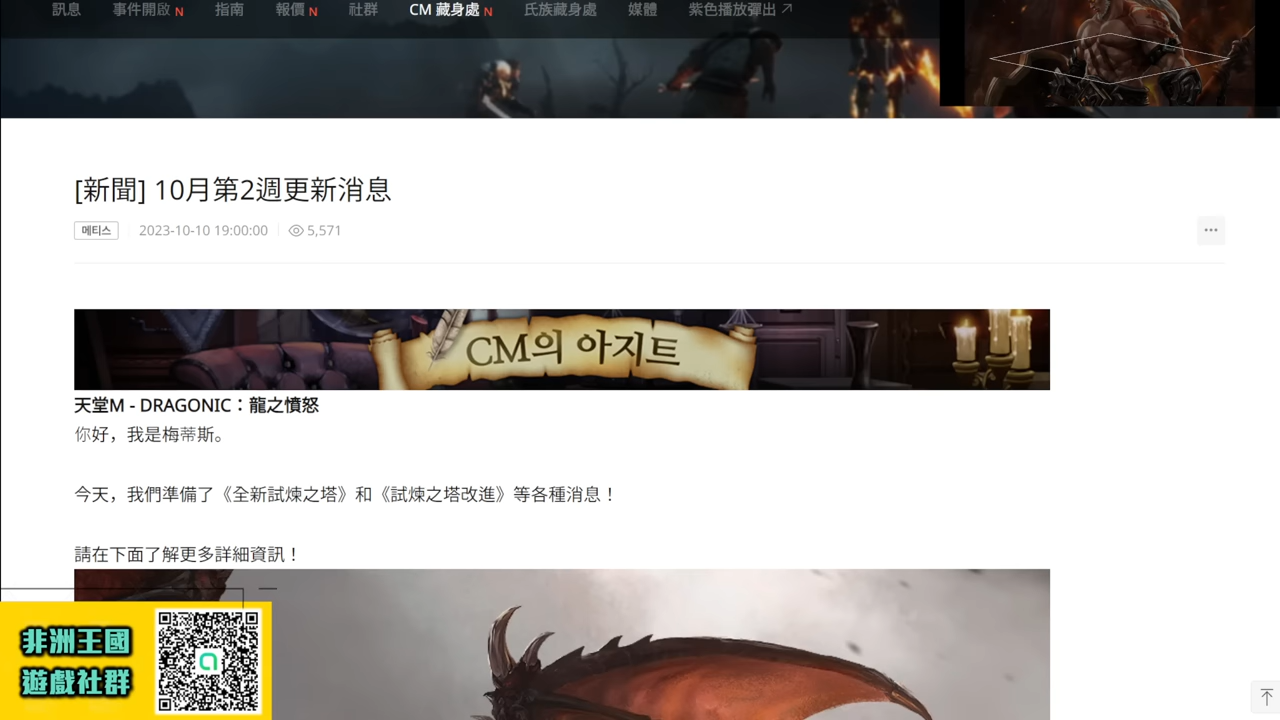 訊息 事件開啟 N 指南 報價 N 社群 CM 藏身處 N 氏族藏身處 媒體 紫色播放彈出
[新聞] 10月第2週更新消息
메티스 2023-10-10 19:00:00 5,571
CM의 아지트
天堂M - DRAGONIC：龍之憤怒
你好，我是梅蒂斯。
今天，我們準備了《全新試煉之塔》和《試煉之塔改進》等各種消息！
請在下面了解更多詳細資訊！
非洲王國
遊戲社群